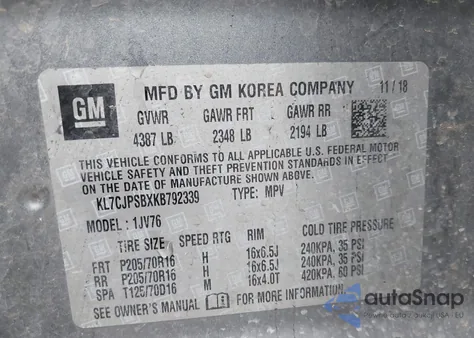 GM
MFD BY GM KOREA COMPANY 11/18
GVWR GAWR FRT GAWR RR
4387 LB 2348 LB 2194 LB
THIS VEHICLE CONFORMS TO ALL APPLICABLE U.S. FEDERAL MOTOR
VEHICLE SAFETY AND THEFT PREVENTION STANDARDS IN EFFECT
ON THE DATE OF MANUFACTURE SHOWN ABOVE.
KL7CJPSBXKB792339 TYPE: MPV
MODEL : 1JV76
TIRE SIZE SPEED RTG RIM COLD TIRE PRESSURE
FRT P205/70R16 H 16x6.5J 240KPA, 35 PSI
RR P205/70R16 H 16x6.5J 240KPA, 35 PSI
SPA T125/70D16 M 16x4.0T 420KPA, 60 PSI
SEE OWNER'S MANUAL FOR MORE INFORMATION.
autoSnap